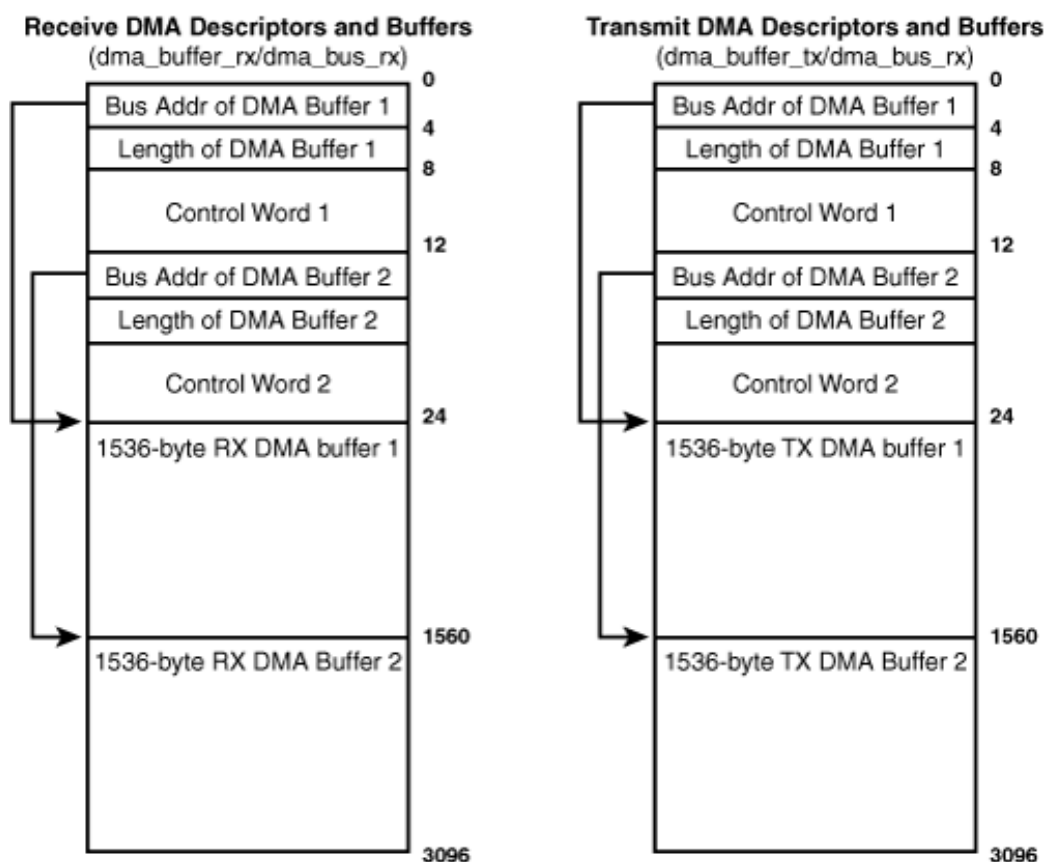 Receive DMA Descriptors and Buffers
(dma_buffer_rx/dma_bus_rx)
0
Bus Addr of DMA Buffer 1
4
Length of DMA Buffer 1
8
Control Word 1
12
Bus Addr of DMA Buffer 2
Length of DMA Buffer 2
Control Word 2
24
1536-byte RX DMA buffer 1
1560
1536-byte RX DMA Buffer 2
3096
Transmit DMA Descriptors and Buffers
(dma_buffer_tx/dma_bus_rx)
0
Bus Addr of DMA Buffer 1
4
Length of DMA Buffer 1
8
Control Word 1
12
Bus Addr of DMA Buffer 2
Length of DMA Buffer 2
Control Word 2
24
1536-byte TX DMA buffer 1
1560
1536-byte TX DMA Buffer 2
3096